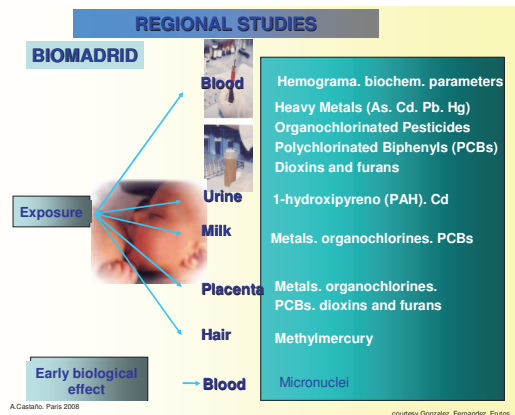 REGIONAL STUDIES
BIOMADRID
Blood
Hemograma. biochem. parameters
Heavy Metals (As. Cd. Pb. Hg)
Organochlorinated Pesticides
Polychlorinated Biphenyls (PCBs)
Dioxins and furans
Exposure
Urine
1-hydroxipyreno (PAH). Cd
Milk
Metals. organochlorines. PCBs
Placenta
Metals. organochlorines.
PCBs. dioxins and furans
Hair
Methylmercury
Early biological
effect
Blood
Micronuclei
A.Castaño. Paris 2008
courtesy Gonzalez, Fernandez, Frutos